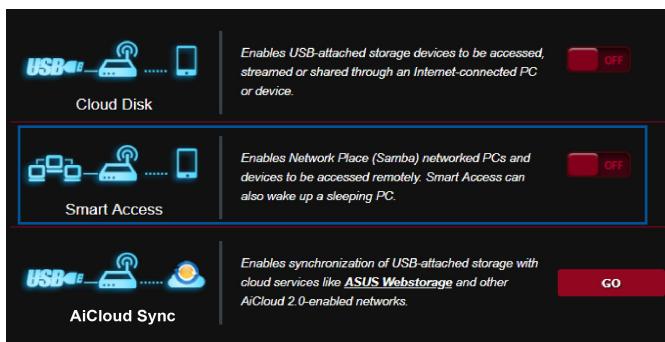 USB
Enables USB-attached storage devices to be accessed,
streamed or shared through an Internet-connected PC
or device.
OFF
Cloud Disk
Enables Network Place (Samba) networked PCs and
devices to be accessed remotely. Smart Access can
also wake up a sleeping PC.
OFF
Smart Access
USB
Enables synchronization of USB-attached storage with
cloud services like ASUS Webstorage and other
AiCloud 2.0-enabled networks.
GO
AiCloud Sync